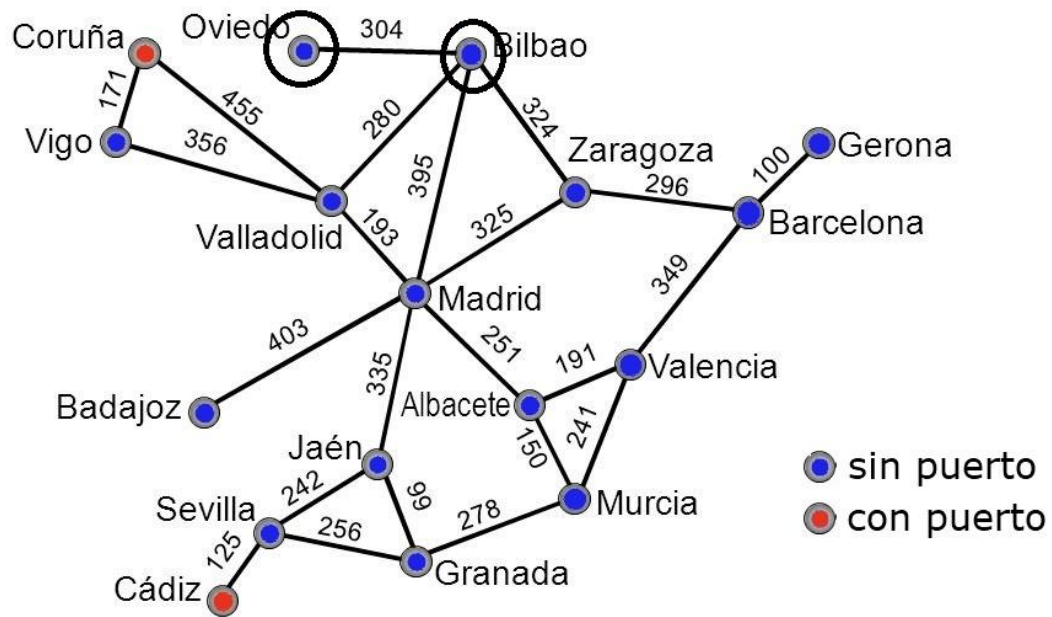 Oviedo
304
Bilbao
Coruña
171
455
280
324
Vigo
356
395
Zaragoza
Gerona
100
296
Valladolid
193
325
Barcelona
349
Madrid
403
251
191
Valencia
335
Badajoz
Albacete
150
241
Jaén
242
99
Sevilla
256
278
Murcia
125
Granada
Cádiz
sin puerto
con puerto